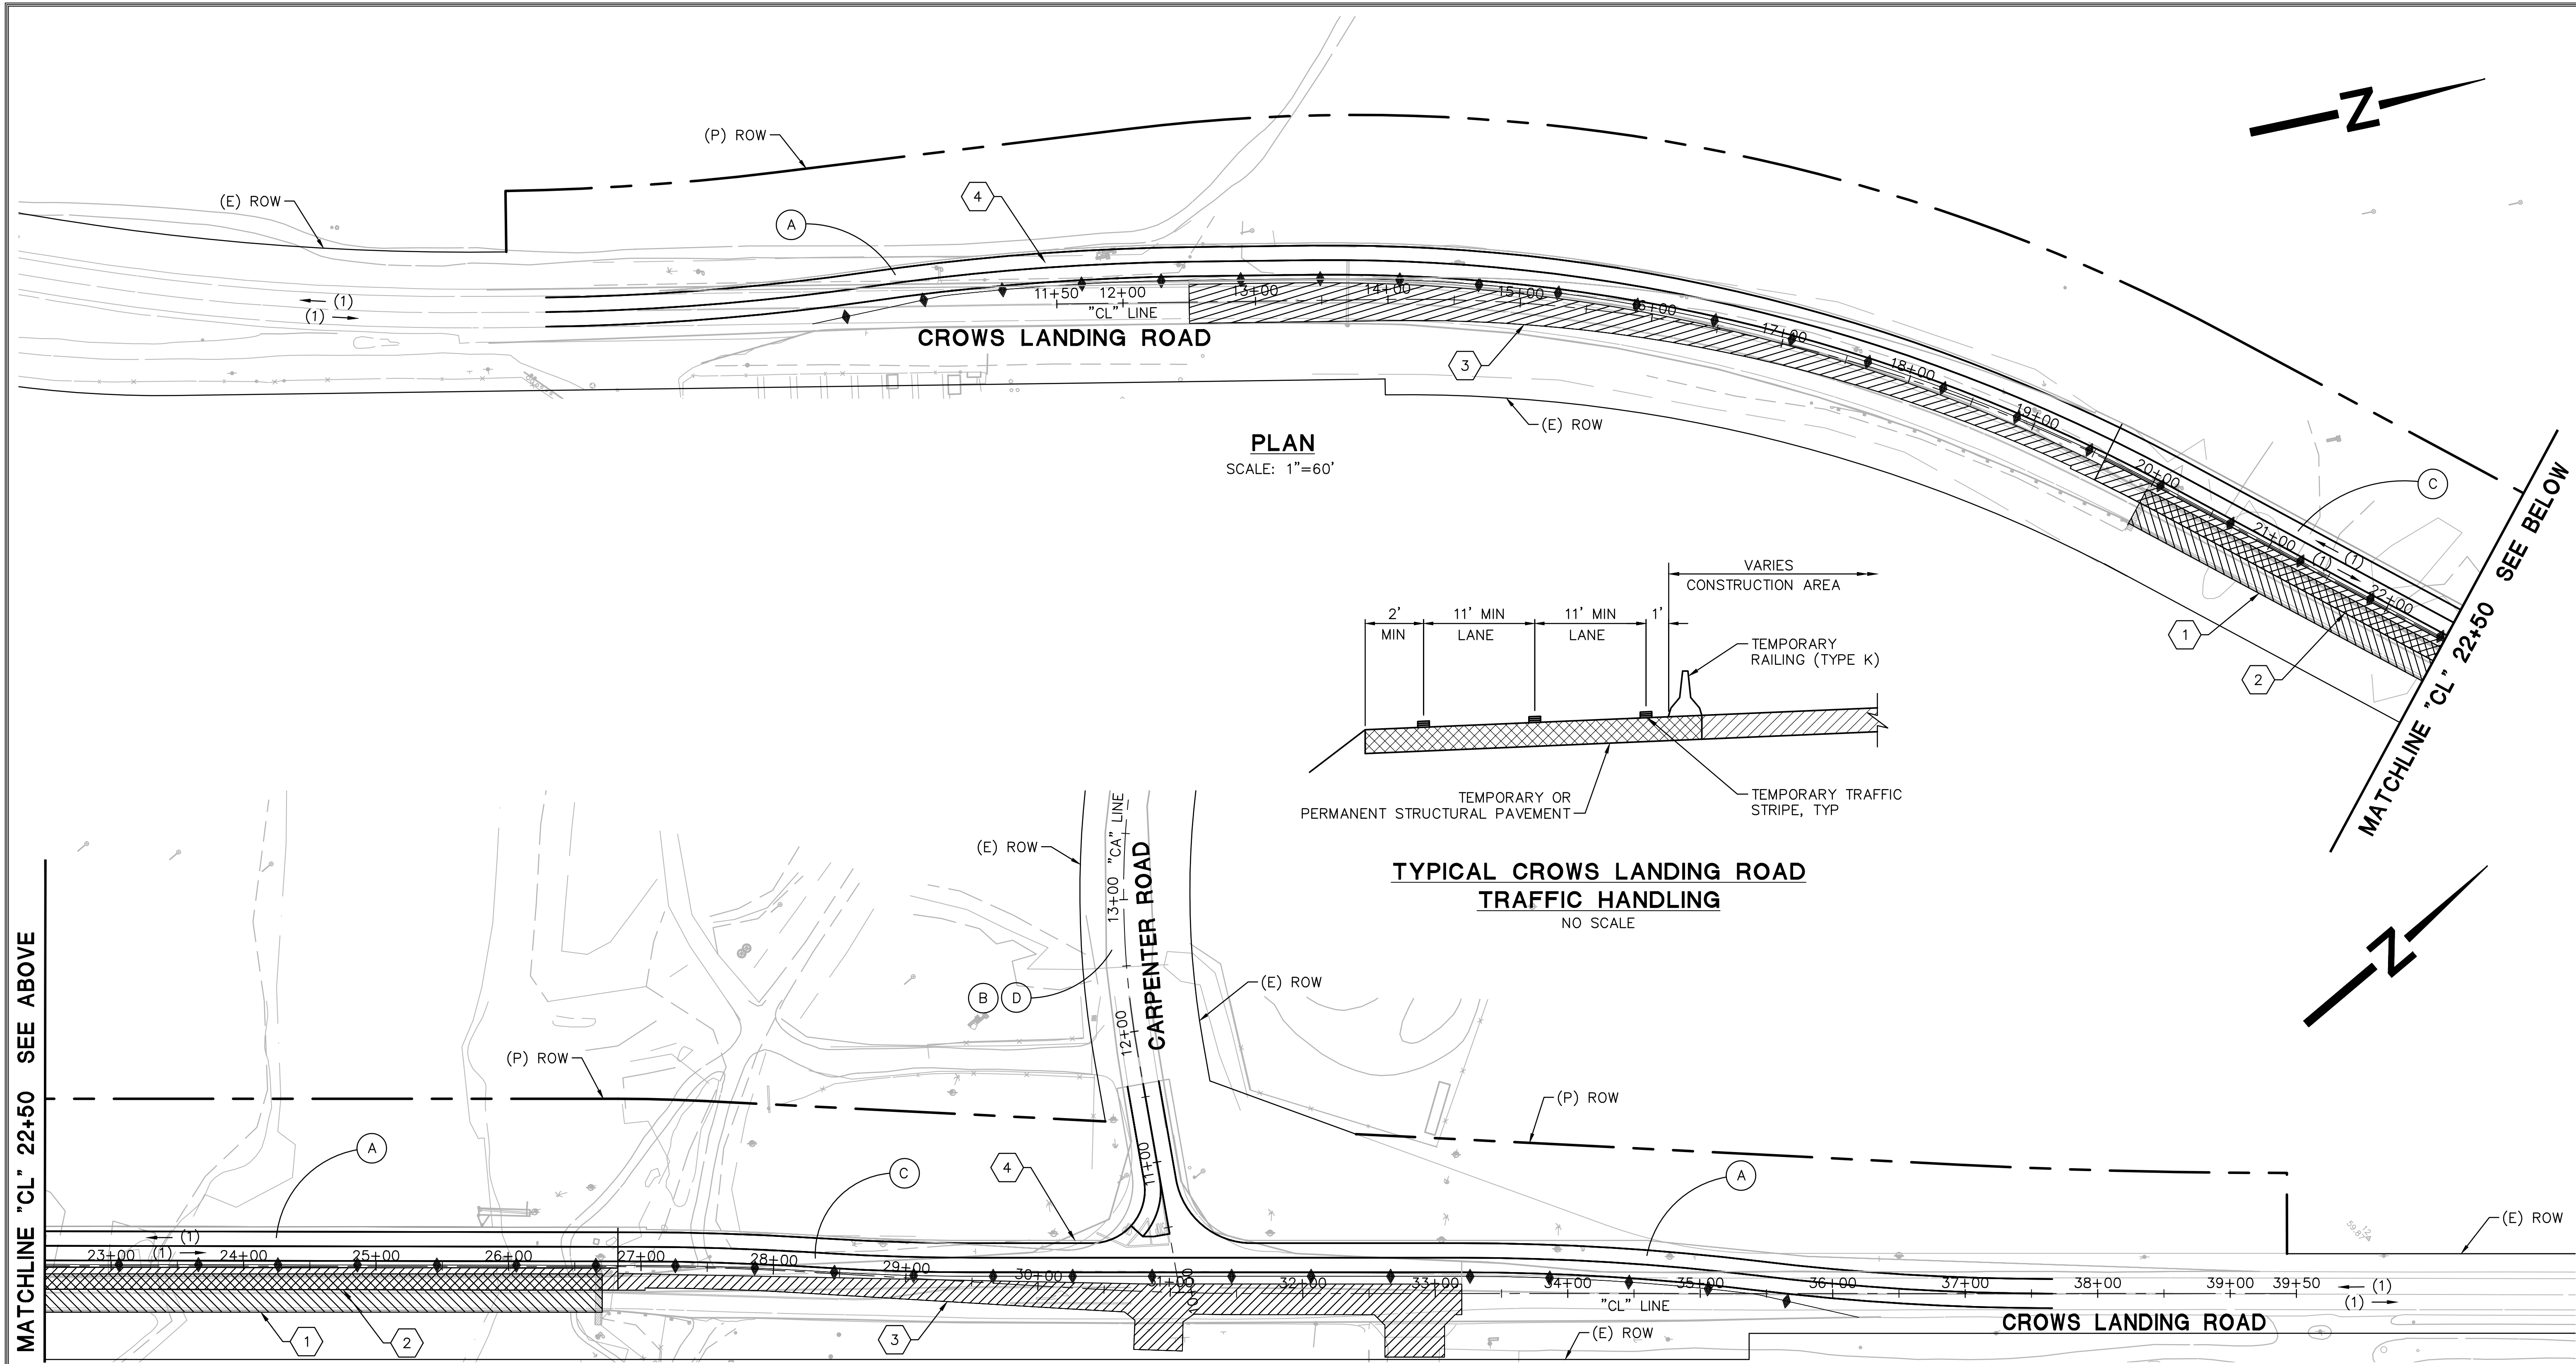 Z
(P) ROW
(E) ROW
A
4
(1)
(1)
11+50
12+00
13+00
14+00
15+00
17+00
18+00
19+00
20+00
21+00
22+00
"CL" LINE
CROWS LANDING ROAD
3
(E) ROW
PLAN
SCALE: 1"=60'
C
(1)
(1)
1
2
MATCHLINE "CL" 22+50 SEE BELOW
VARIES
CONSTRUCTION AREA
2' MIN
11' MIN LANE
11' MIN LANE
1'
TEMPORARY
RAILING (TYPE K)
TEMPORARY OR
PERMANENT STRUCTURAL PAVEMENT
TEMPORARY TRAFFIC
STRIPE, TYP
TYPICAL CROWS LANDING ROAD
TRAFFIC HANDLING
NO SCALE
Z
MATCHLINE "CL" 22+50 SEE ABOVE
(E) ROW
"CA" LINE
13+00
12+00
11+00
10+00
CARPENTER ROAD
B
D
(E) ROW
(P) ROW
(P) ROW
A
C
4
A
(E) ROW
(1)
(1)
23+00
24+00
25+00
26+00
27+00
28+00
29+00
30+00
31+00
32+00
33+00
34+00
35+00
36+00
37+00
38+00
39+00
39+50
(1)
(1)
"CL" LINE
CROWS LANDING ROAD
1
2
3
(E) ROW